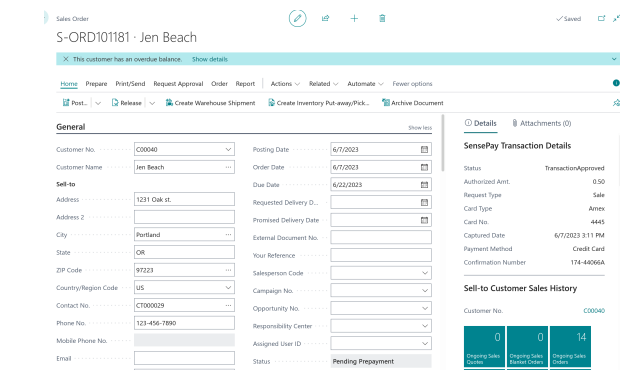 Sales Order
Saved
S-ORD101181 · Jen Beach
This customer has an overdue balance. Show details
Home Prepare Print/Send Request Approval Order Report Actions Related Automate Fewer options
Post... Release Create Warehouse Shipment Create Inventory Put-away/Pick... Archive Document
General
Show less
Customer No. C00040
Customer Name Jen Beach
Sell-to
Address 1231 Oak st.
Address 2
City Portland
State OR
ZIP Code 97223
Country/Region Code US
Contact No. CT000029
Phone No. 123-456-7890
Mobile Phone No.
Email
Posting Date 6/7/2023
Order Date 6/7/2023
Due Date 6/22/2023
Requested Delivery D...
Promised Delivery Date
External Document No.
Your Reference
Salesperson Code
Campaign No.
Opportunity No.
Responsibility Center
Assigned User ID
Status Pending Prepayment
Details Attachments (0)
SensePay Transaction Details
Status TransactionApproved
Authorized Amt. 0.50
Request Type Sale
Card Type Amex
Card No. 4445
Captured Date 6/7/2023 3:11 PM
Payment Method Credit Card
Confirmation Number 174-44066A
Sell-to Customer Sales History
Customer No. C00040
0 0 14
Ongoing Sales Quotes
Ongoing Sales Blanket Orders
Ongoing Sales Orders